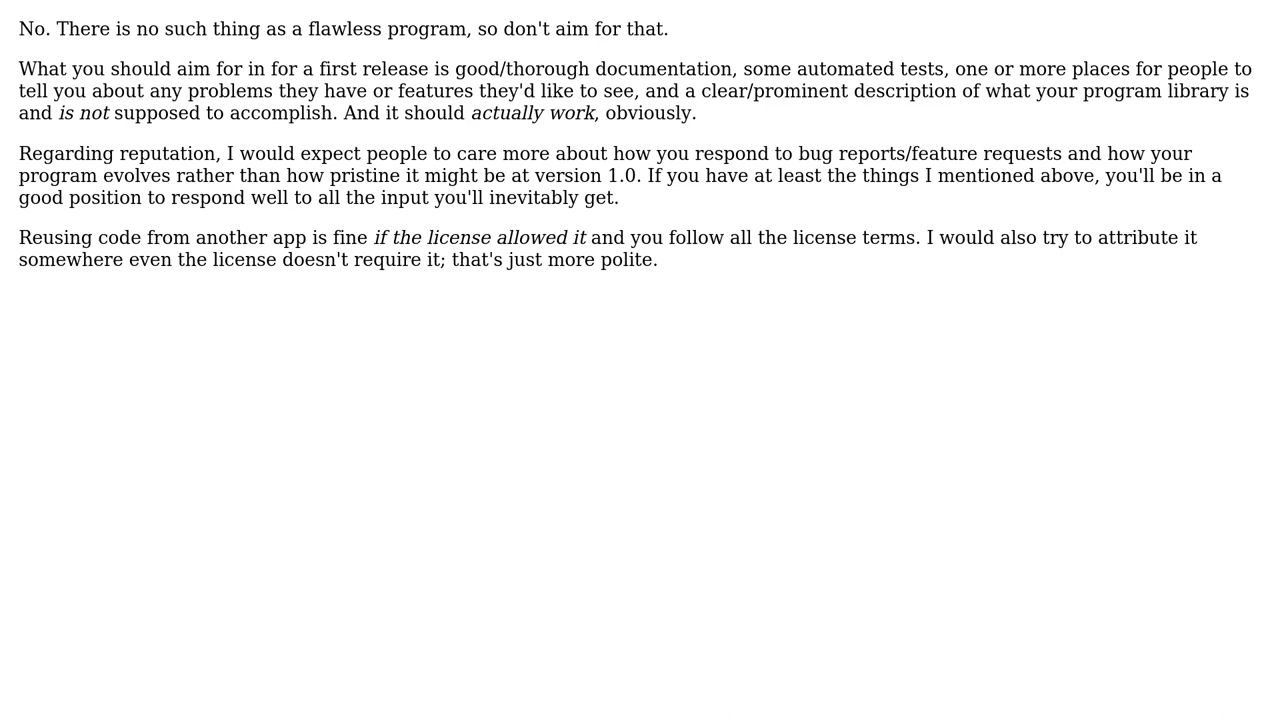 No. There is no such thing as a flawless program, so don't aim for that.
What you should aim for in for a first release is good/thorough documentation, some automated tests, one or more places for people to
tell you about any problems they have or features they'd like to see, and a clear/prominent description of what your program library is
and is not supposed to accomplish. And it should actually work, obviously.
Regarding reputation, I would expect people to care more about how you respond to bug reports/feature requests and how your
program evolves rather than how pristine it might be at version 1.0. If you have at least the things I mentioned above, you'll be in a
good position to respond well to all the input you'll inevitably get.
Reusing code from another app is fine if the license allowed it and you follow all the license terms. I would also try to attribute it
somewhere even the license doesn't require it; that's just more polite.